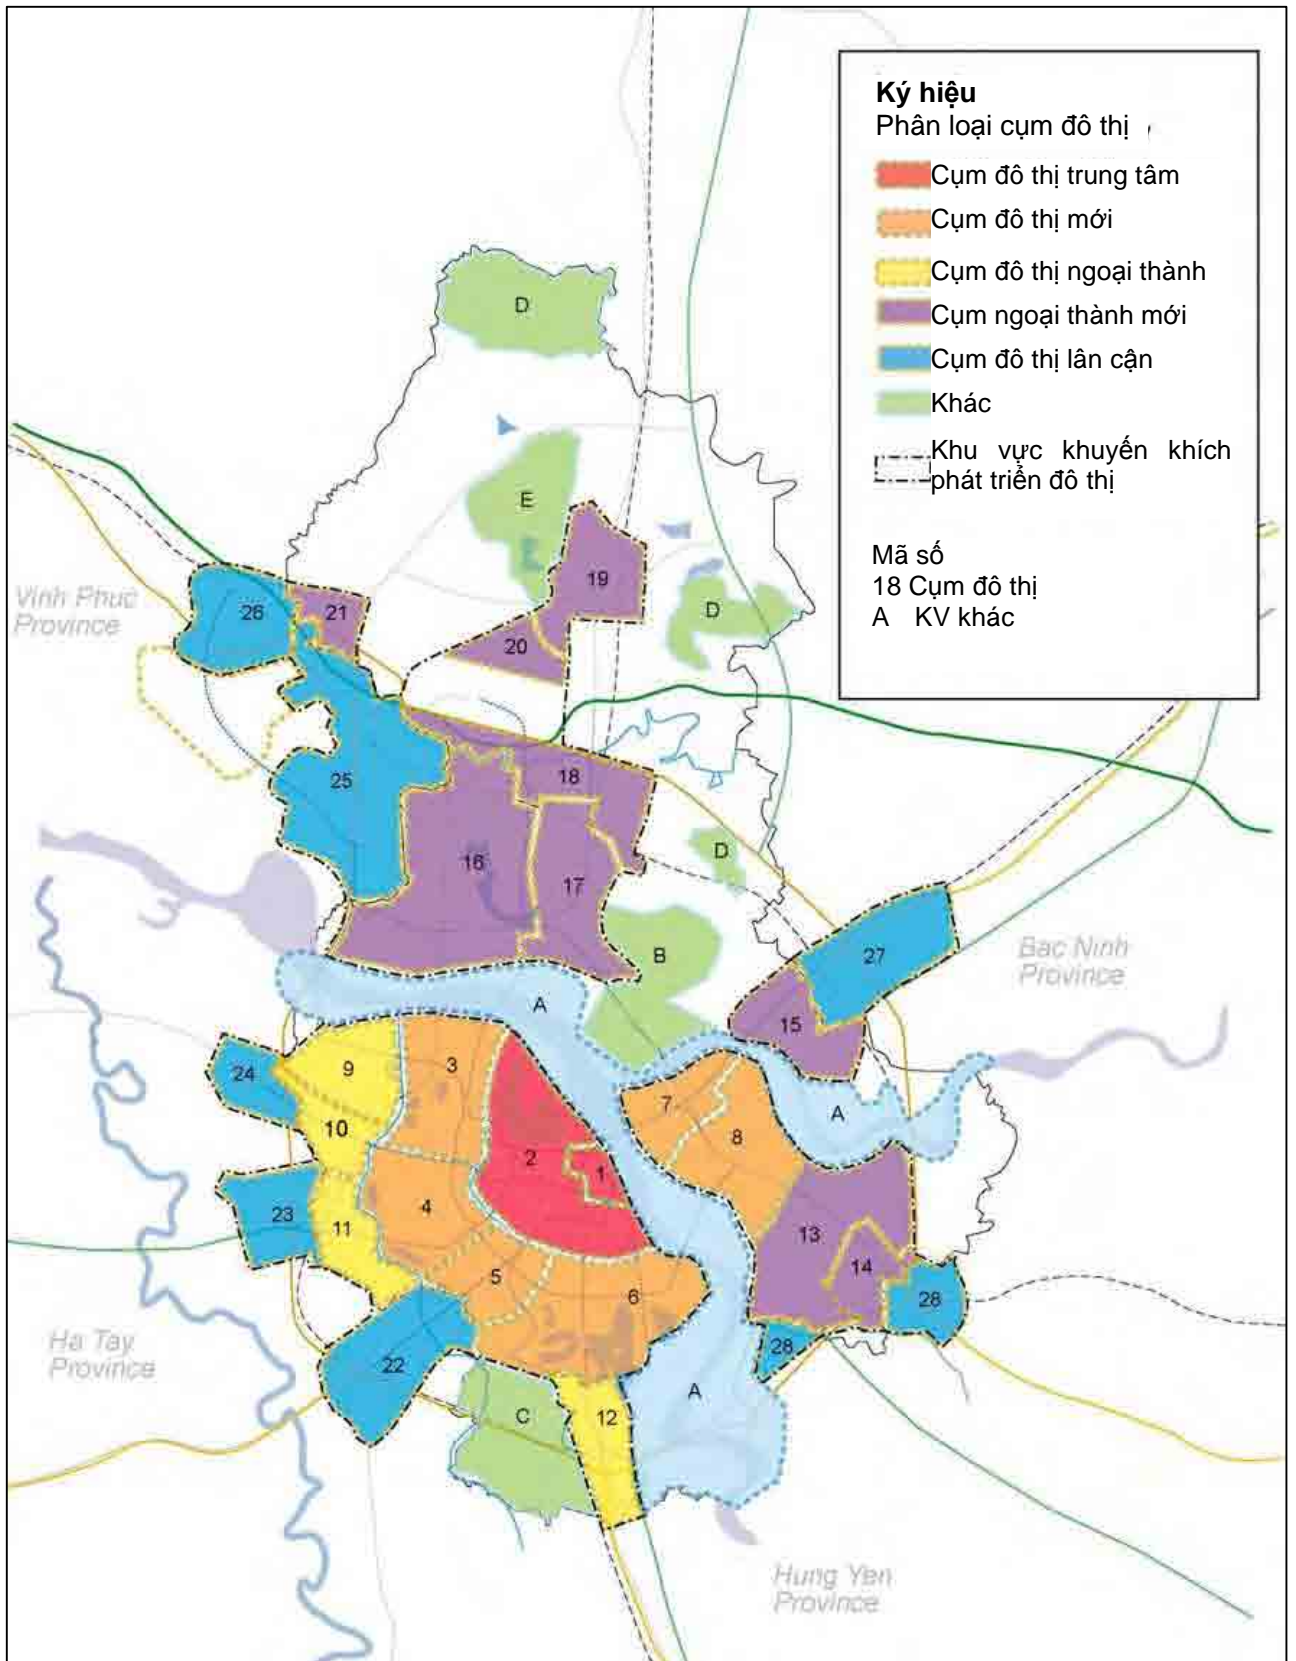 Ký hiệu
Phân loại cụm đô thị
Cụm đô thị trung tâm
Cụm đô thị mới
Cụm đô thị ngoại thành
Cụm ngoại thành mới
Cụm đô thị lân cận
Khác
Khu vực khuyến khích
phát triển đô thị
Mã số
18 Cụm đô thị
A KV khác
D
E
19
D
26
21
20
Vinh Phuc
Province
25
18
16
17
D
B
27
Bac Ninh
Province
A
15
24
9
3
7
A
10
2
8
1
23
11
4
13
5
14
6
28
28
Ha Tay
Province
22
A
C
12
Hung Yen
Province